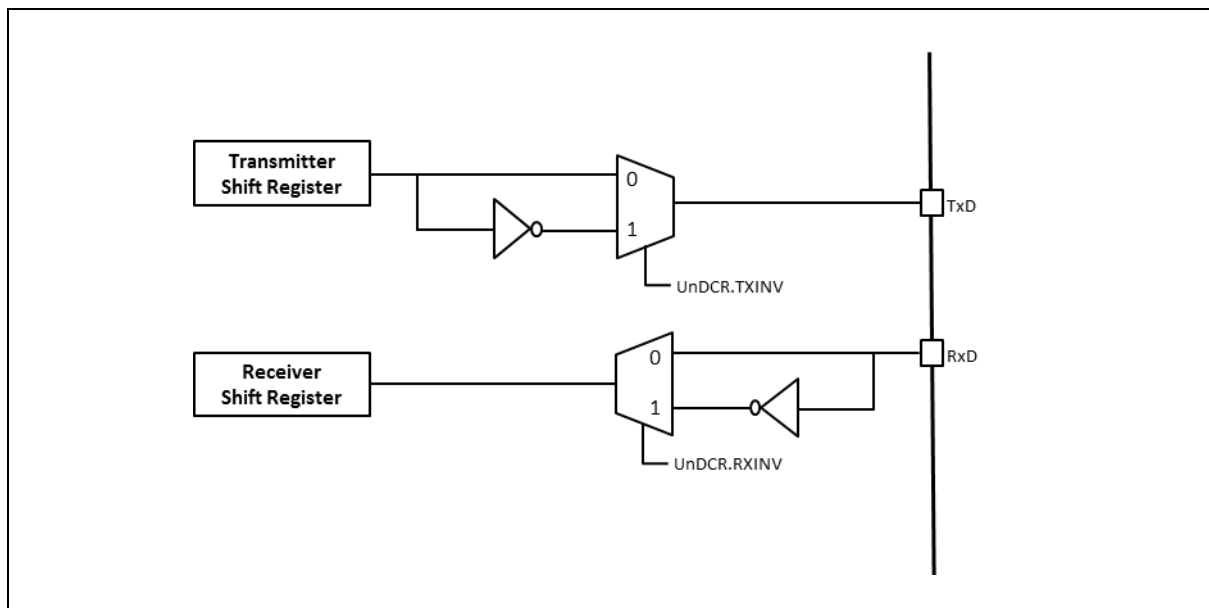 Transmitter
Shift Register
0
1
TxD
UnDCR.TXINV
Receiver
Shift Register
0
1
RxD
UnDCR.RXINV